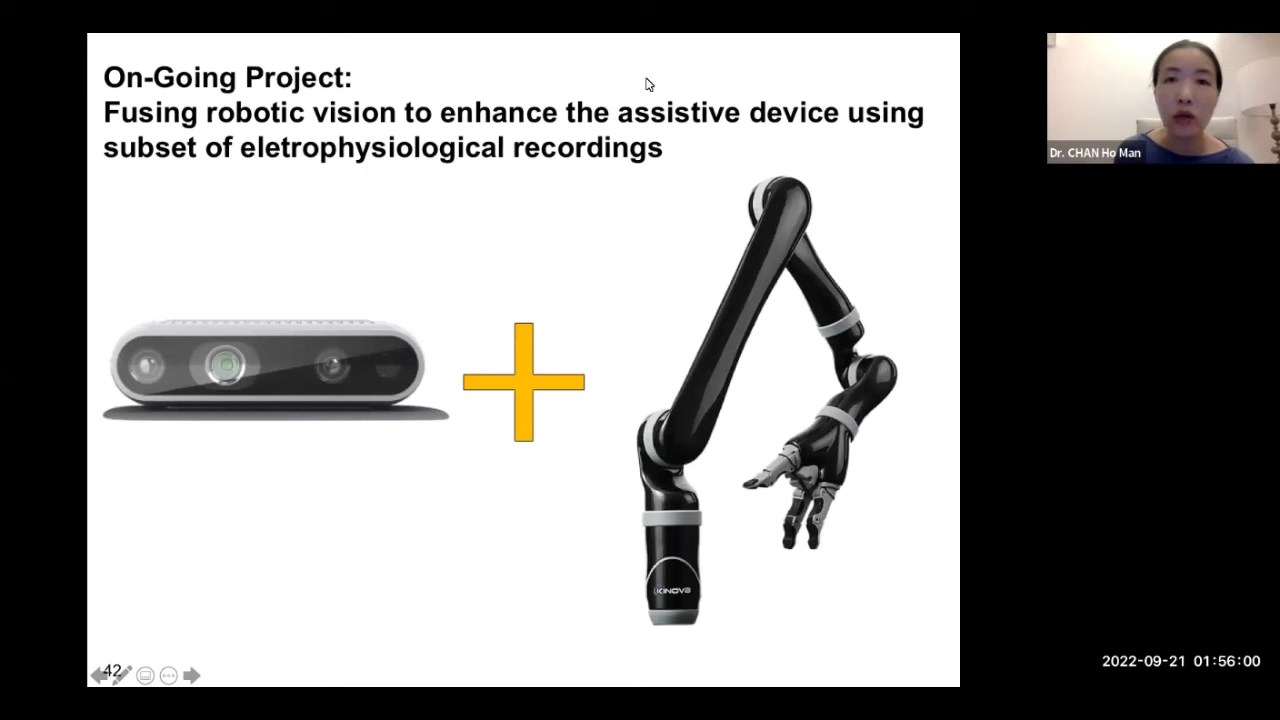 On-Going Project:
Fusing robotic vision to enhance the assistive device using
subset of eletrophysiological recordings
Dr. CHAN Ho Man
KINOVA
42
2022-09-21 01:56:00